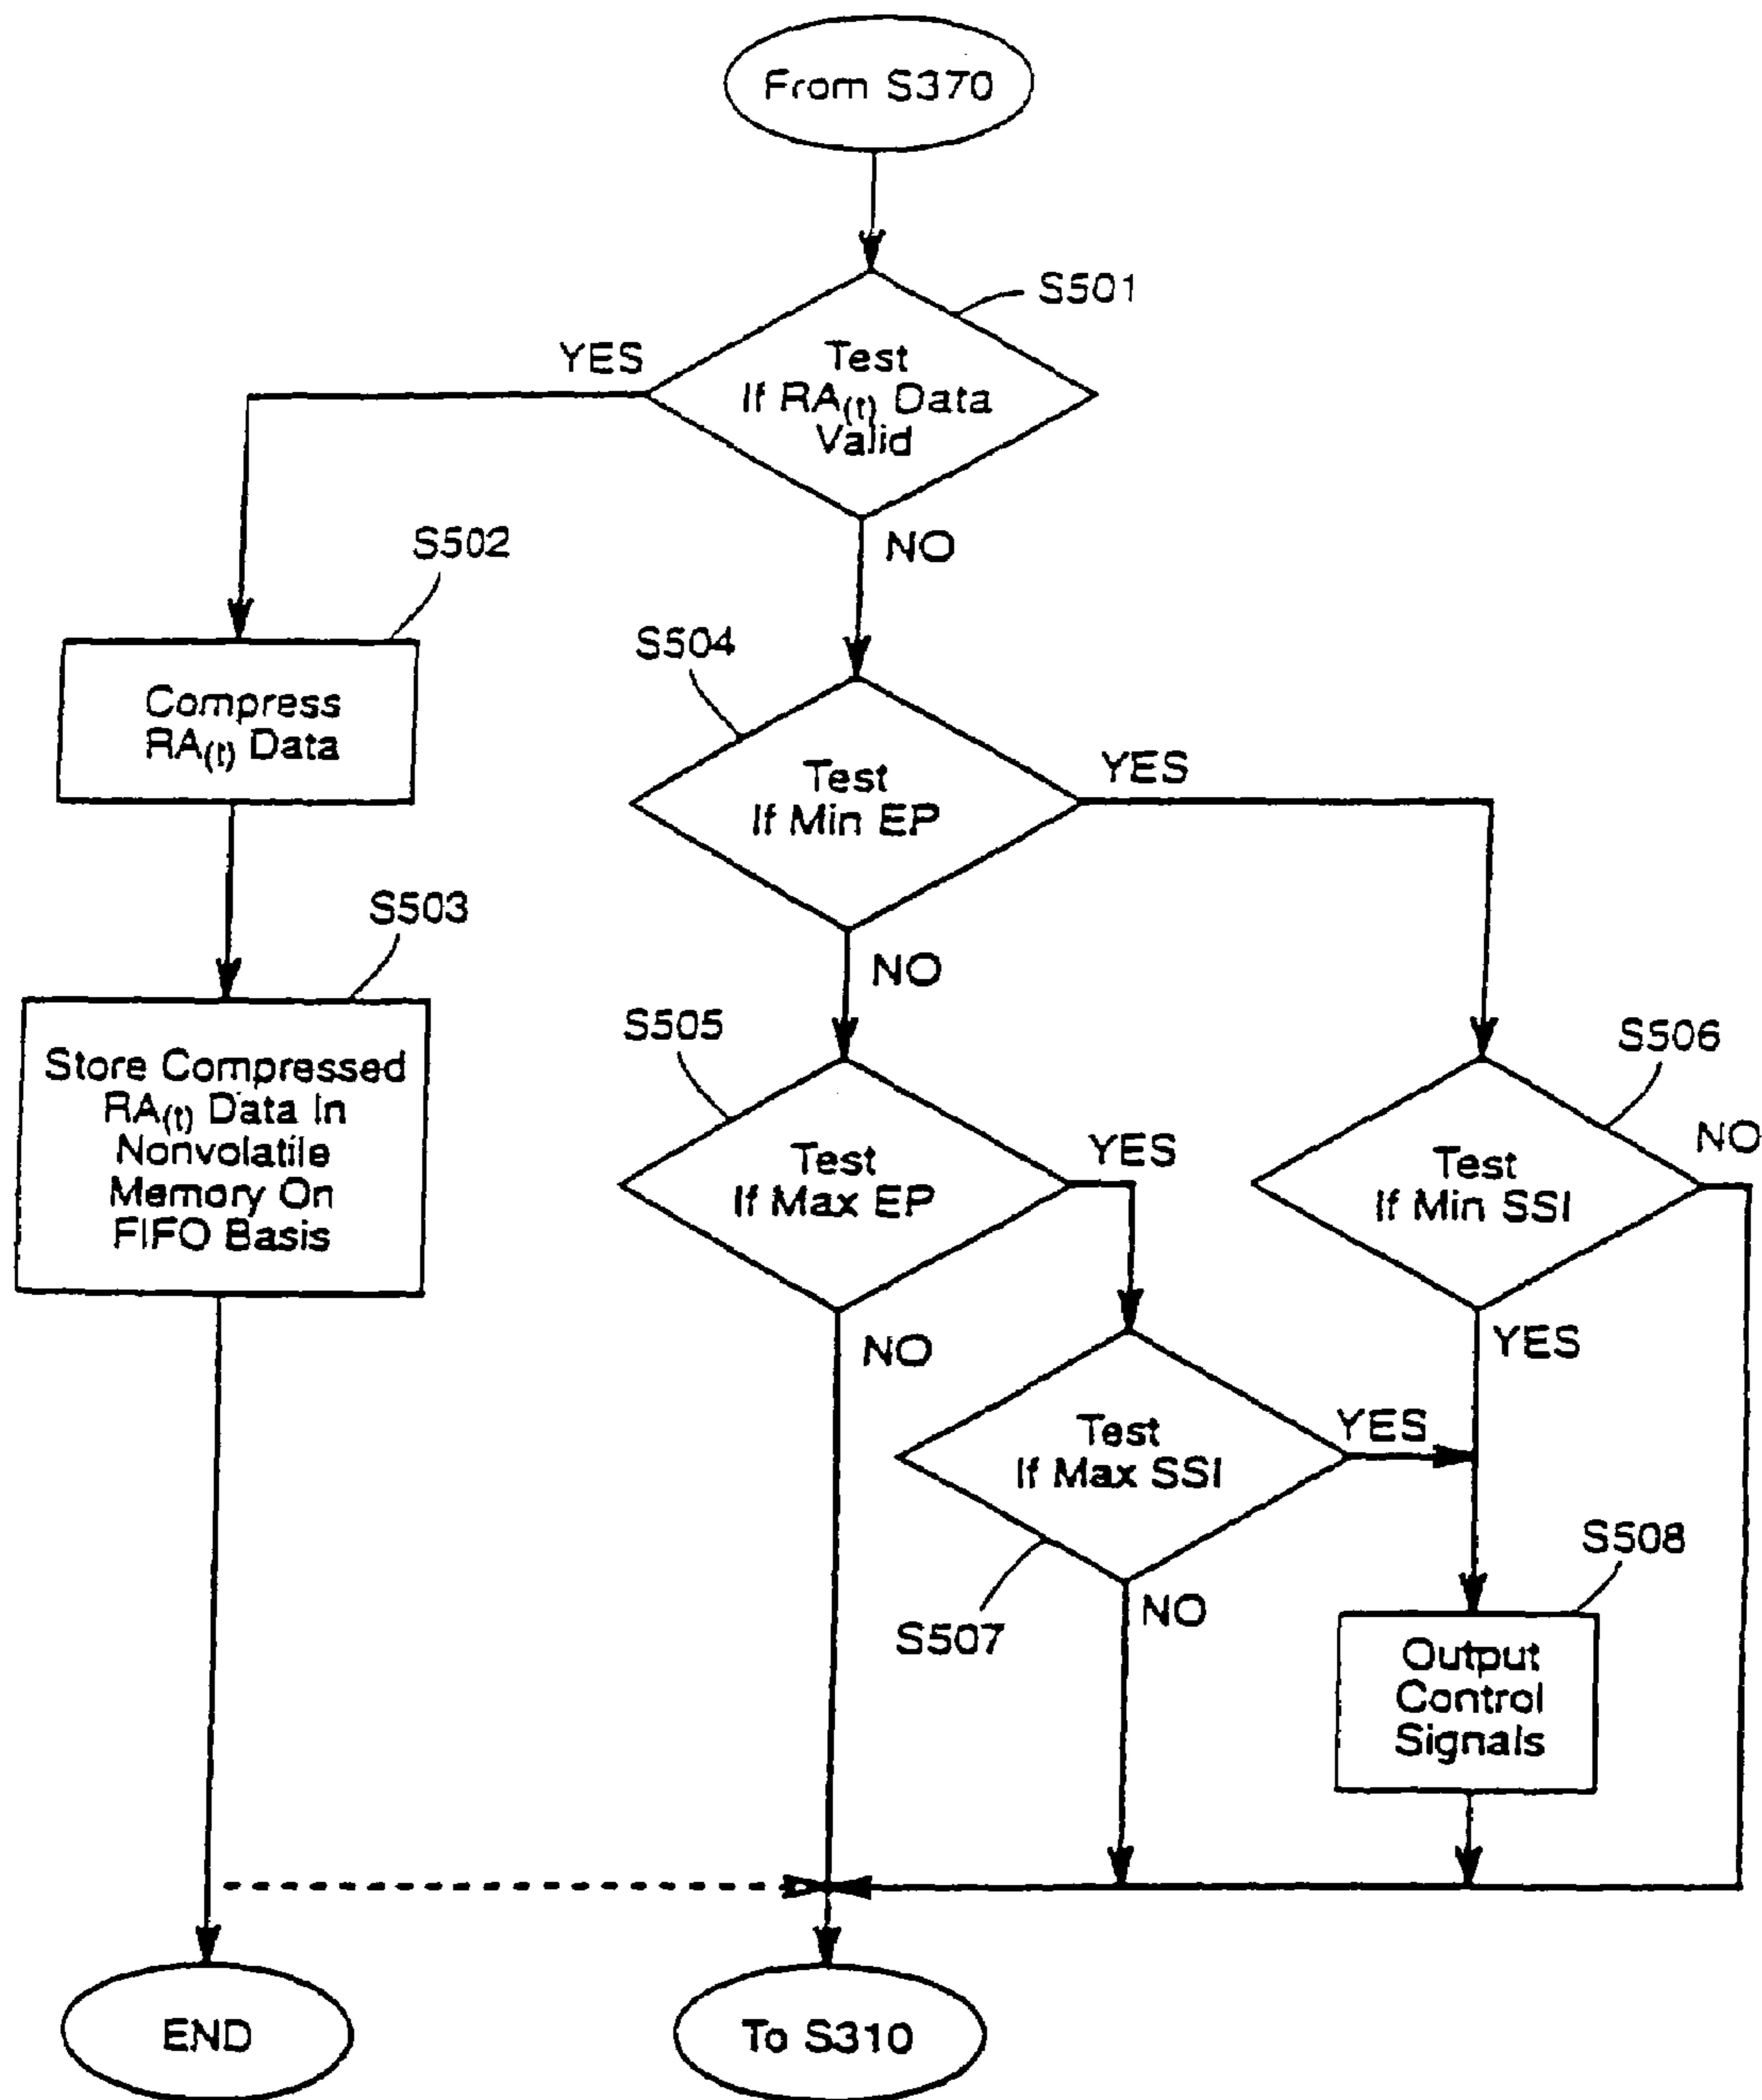 From S370
S501
YES
Test
If RA(t) Data
Valid
NO
S502
Compress
RA(t) Data
S504
Test
If Min EP
YES
NO
S503
Store Compressed
RA(t) Data In
Nonvolatile
Memory On
FIFO Basis
S505
Test
If Max EP
YES
NO
S506
Test
If Min SSI
NO
YES
Test
If Max SSI
YES
S507
NO
S508
Output
Control
Signals
END
To S310